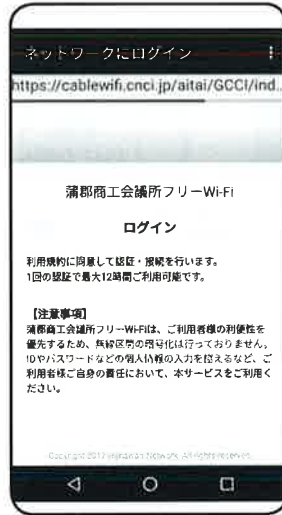 ネットワークにログイン
https://cablewifi.cnci.jp/aitai/GCCI/ind...
蒲郡商工会議所フリーWi-Fi
ログイン
利用規約に同意して認証・接続を行います。
1回の認証で最大12時間ご利用可能です。
【注意事項】
蒲郡商工会議所フリーWi-Fiは、ご利用者様の利便性を
優先するため、無線区間の暗号化は行っておりません。
IDやパスワードなどの個人情報の入力を控えるなど、ご
利用者様ご自身の責任において、本サービスをご利用く
ださい。
Copyright 2017 Network. All rights reserved.